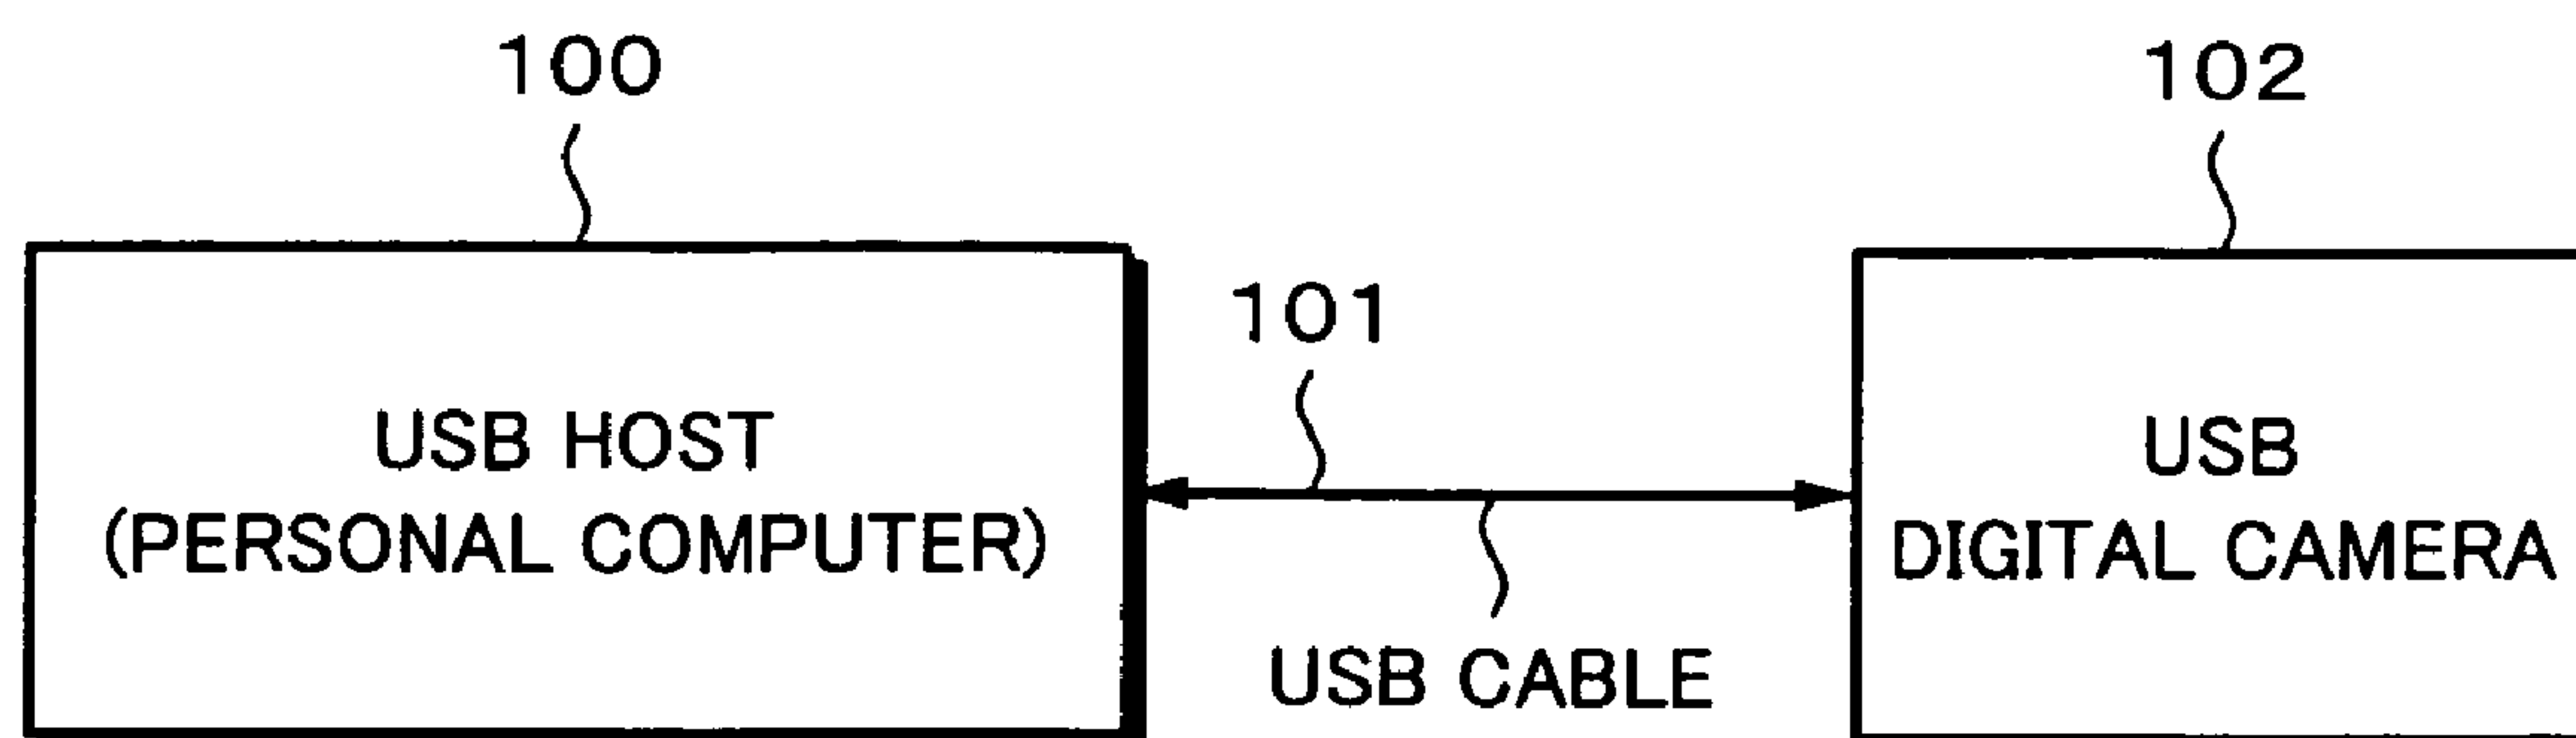 100
102
101
USB HOST
(PERSONAL COMPUTER)
USB
DIGITAL CAMERA
USB CABLE